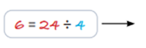 6 = 24 ÷ 4